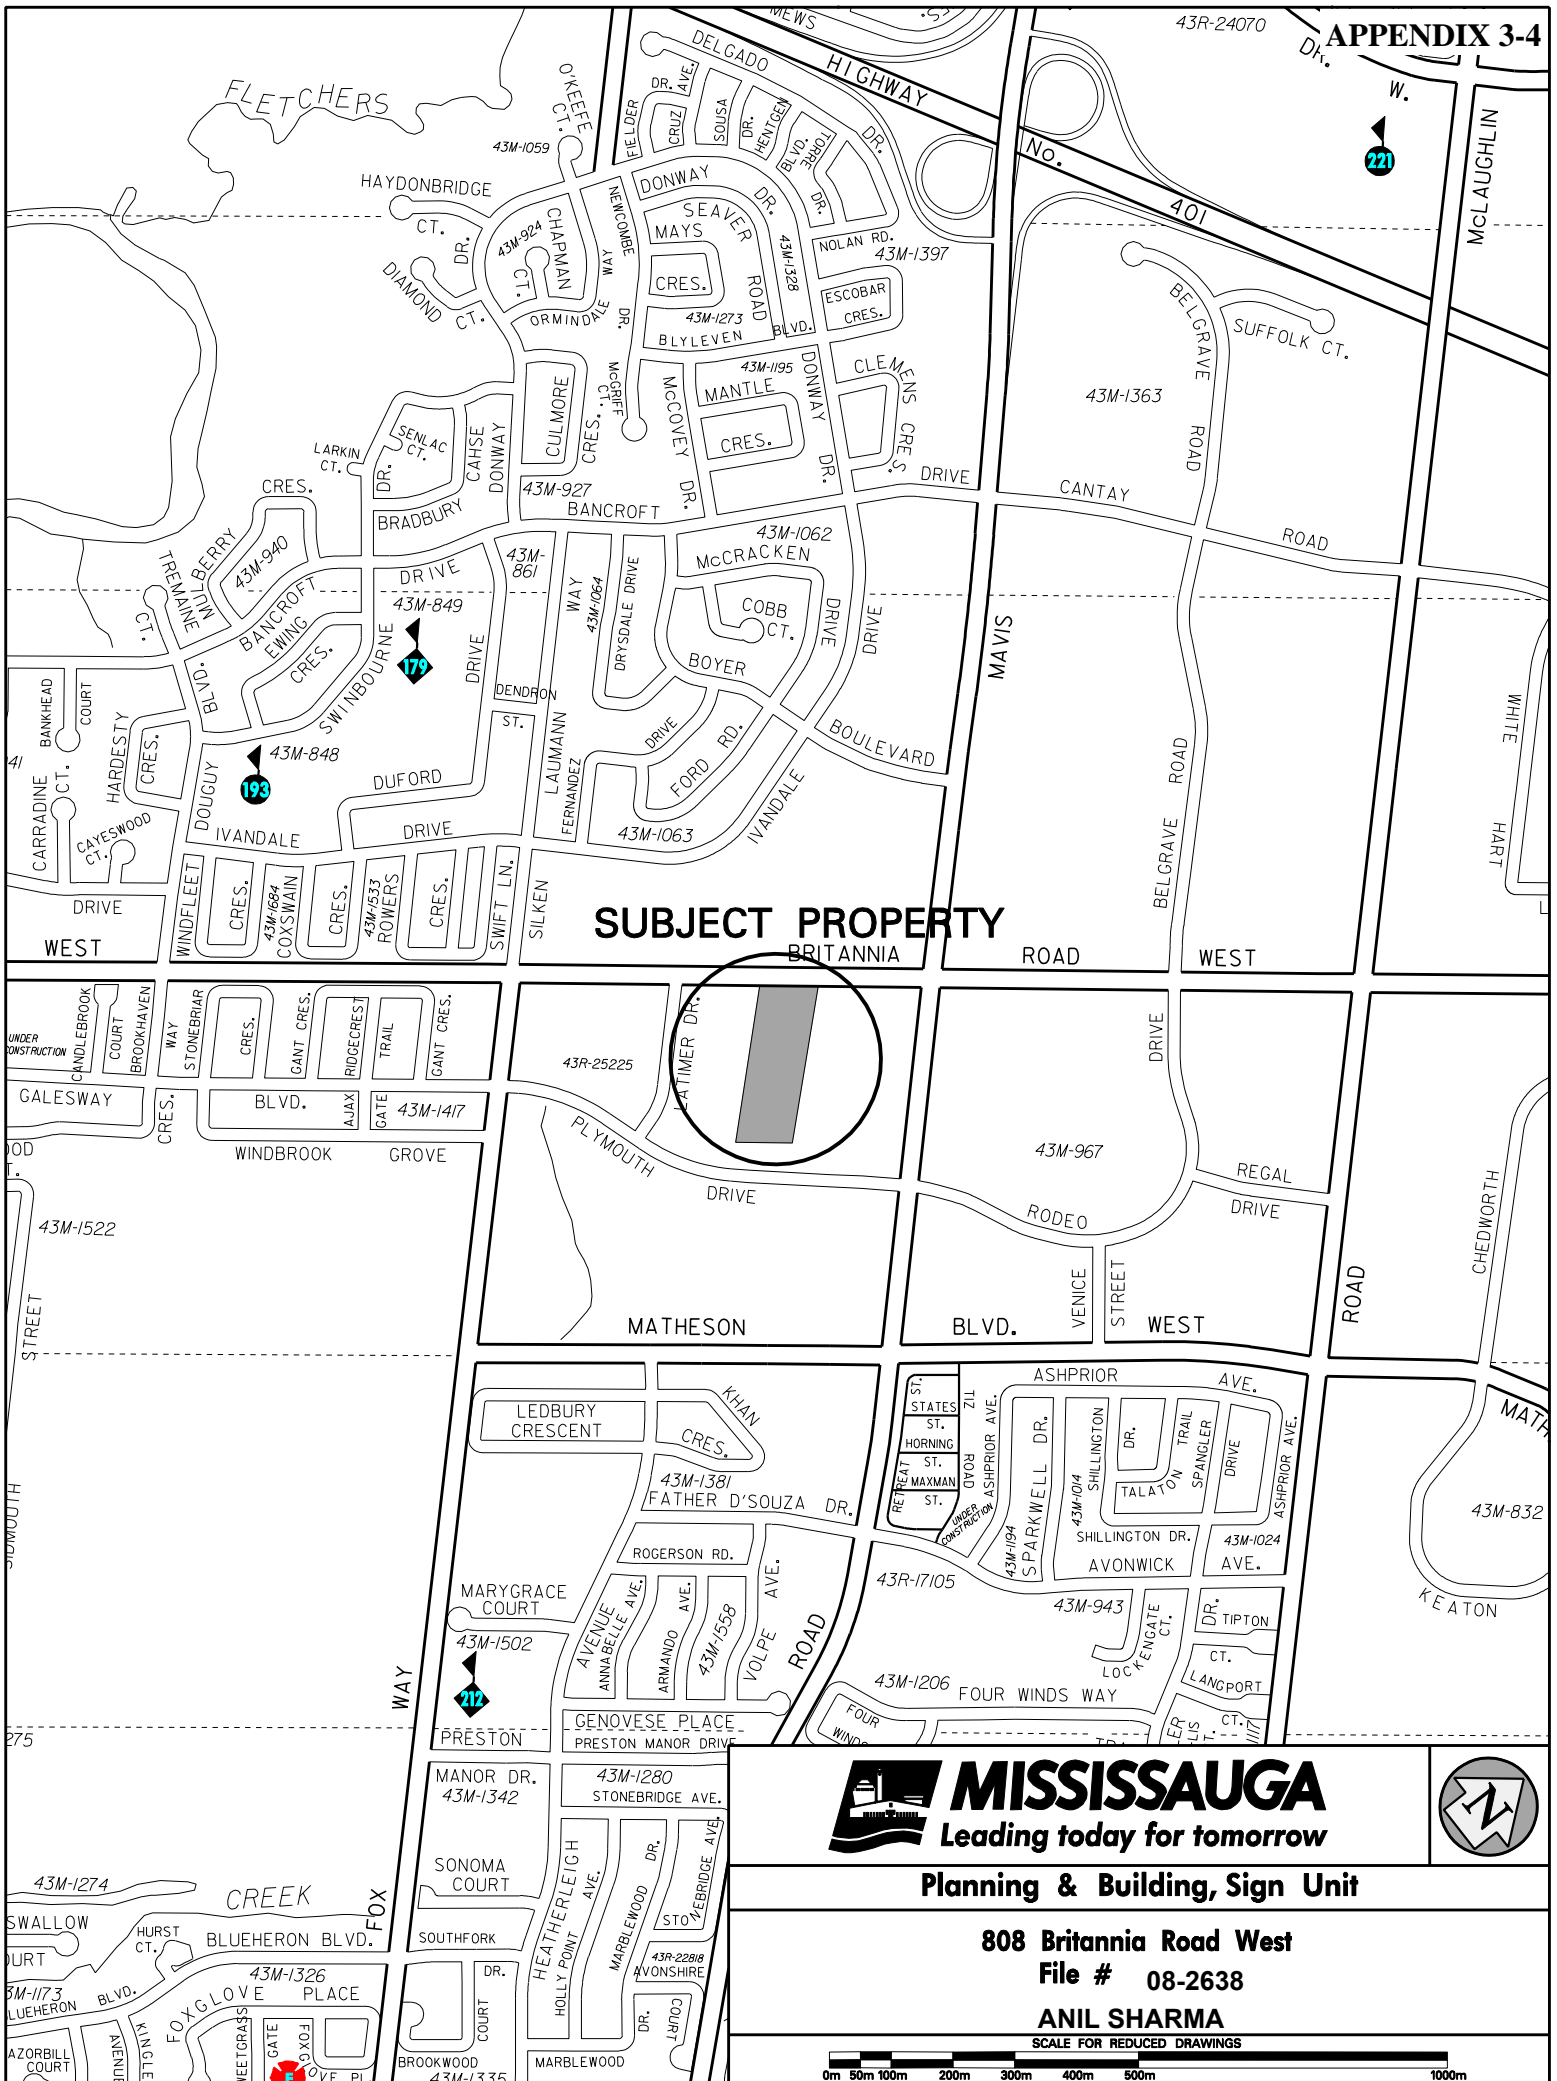 APPENDIX 3-4
43R-24070
DR.
W.
MEWS
DELGADO
DR.
HIGHWAY
No.
401
McLAUGHLIN
221
FLETCHERS
O'KEEFE
CT.
43M-1059
FIELDER
DR.
AVE.
CRUZ
SOUSA
DR.
HENTGEN
BLVD.
TORRE
DR.
HAYDONBRIDGE
CT.
DR.
43M-924
CHAPMAN
CT.
WAY
NEWCOMBE
DR.
DONWAY
DR.
SEAVER
ROAD
MAYS
CRES.
43M-1328
NOLAN RD.
43M-1397
ESCOBAR
CRES.
DIAMOND
CT.
ORMINDALE
43M-1273
BLYLEVEN
BLVD.
BELGRAVE
ROAD
SUFFOLK CT.
43M-1363
CULMORE
CRES.
McGRIFF
CT.
McCOVEY
DR.
43M-1195
MANTLE
CRES.
DONWAY
DR.
CLEMENS
CRES.
LARKIN
CT.
SENLAC
CT.
DR.
CAHSE
DONWAY
CRES.
BRADBURY
43M-927
BANCROFT
DRIVE
CANTAY
ROAD
MULBERRY
43M-940
TREMAINE
CT.
BANCROFT
DRIVE
43M-849
43M-
861
WAY
43M-1064
DRYSDALE DRIVE
43M-1062
McCRACKEN
DRIVE
COBB
CT.
DRIVE
BOYER
BOULEVARD
MAVIS
EWING
CRES.
SWINBOURNE
179
DRIVE
DENDRON
ST.
BLVD.
BANKHEAD
COURT
HARDESTY
CRES.
43M-848
193
DOUGUY
DUFORD
LAUMANN
FERNANDEZ
DRIVE
FORD
RD.
IVANDALE
43M-1063
41
CARRADINE
CT.
CAYESWOOD
CT.
IVANDALE
DRIVE
BELGRAVE
ROAD
WHITE
HART
DRIVE
WINDFLEET
CRES.
43M-1684
COXSWAIN
CRES.
43M-1533
ROWERS
CRES.
SWIFT LN.
SILKEN
SUBJECT PROPERTY
WEST
BRITANNIA
ROAD
WEST
UNDER
CONSTRUCTION
CANDLEBROOK
COURT
BROOKHAVEN
WAY
STONEBRIAR
CRES.
GANT CRES.
RIDGECREST
TRAIL
GANT CRES.
43R-25225
LATIMER DR.
DRIVE
GALESWAY
CRES.
BLVD.
AJAX
GATE
43M-1417
WINDBROOK
GROVE
PLYMOUTH
DRIVE
43M-967
REGAL
DRIVE
RODEO
CHEDWORTH
43M-1522
STREET
VENICE
STREET
ROAD
MATHESON
BLVD.
WEST
LEDBURY
CRESCENT
KHAN
CRES.
ST.
STATES
ST.
HORNING
ST.
MAXMAN
ST.
RETREAT
TIZ
ROAD
UNDER
CONSTRUCTION
ASHPRIOR
AVE.
ASHPRIOR AVE.
SPARKWELL DR.
43M-1194
43M-1014
SHILLINGTON
DR.
TALATON
TRAIL
SPANGLER
DRIVE
ASHPRIOR AVE.
43M-1381
FATHER D'SOUZA DR.
SHILLINGTON DR.
43M-1024
AVONWICK
AVE.
43M-832
KEATON
SIDMOUTH
ROGERSON RD.
43R-17105
43M-943
MARYGRACE
COURT
43M-1502
212
AVENUE
ANNABELLE AVE.
ARMANDO
AVE.
43M-1558
VOLPE
AVE.
ROAD
LOCKENGATE
CT.
DR.
TIPTON
CT.
LANGPORT
CT.
43M-1206
FOUR WINDS WAY
FOUR
WAY
GENOVESE PLACE
PRESTON
PRESTON MANOR DRIVE
MANOR DR.
43M-1342
43M-1280
STONEBRIDGE AVE.
43M-1274
CREEK
SONOMA
COURT
HEATHERLEIGH
AVE.
HOLLY POINT
MARBLEWOOD
DR.
STONEBRIDGE AVE.
HURST
CT.
BLUEHERON BLVD.
FOX
SOUTHFORK
DR.
43R-22818
AVONSHIRE
43M-1326
FOXGLOVE
PLACE
BLVD.
COURT
DR.
COURT
GATE
BROOKWOOD
43M-1335
MARBLEWOOD
MISSISSAUGA
Leading today for tomorrow
N
Planning & Building, Sign Unit
808 Britannia Road West
File # 08-2638
ANIL SHARMA
SCALE FOR REDUCED DRAWINGS
0m 50m 100m 200m 300m 400m 500m 1000m